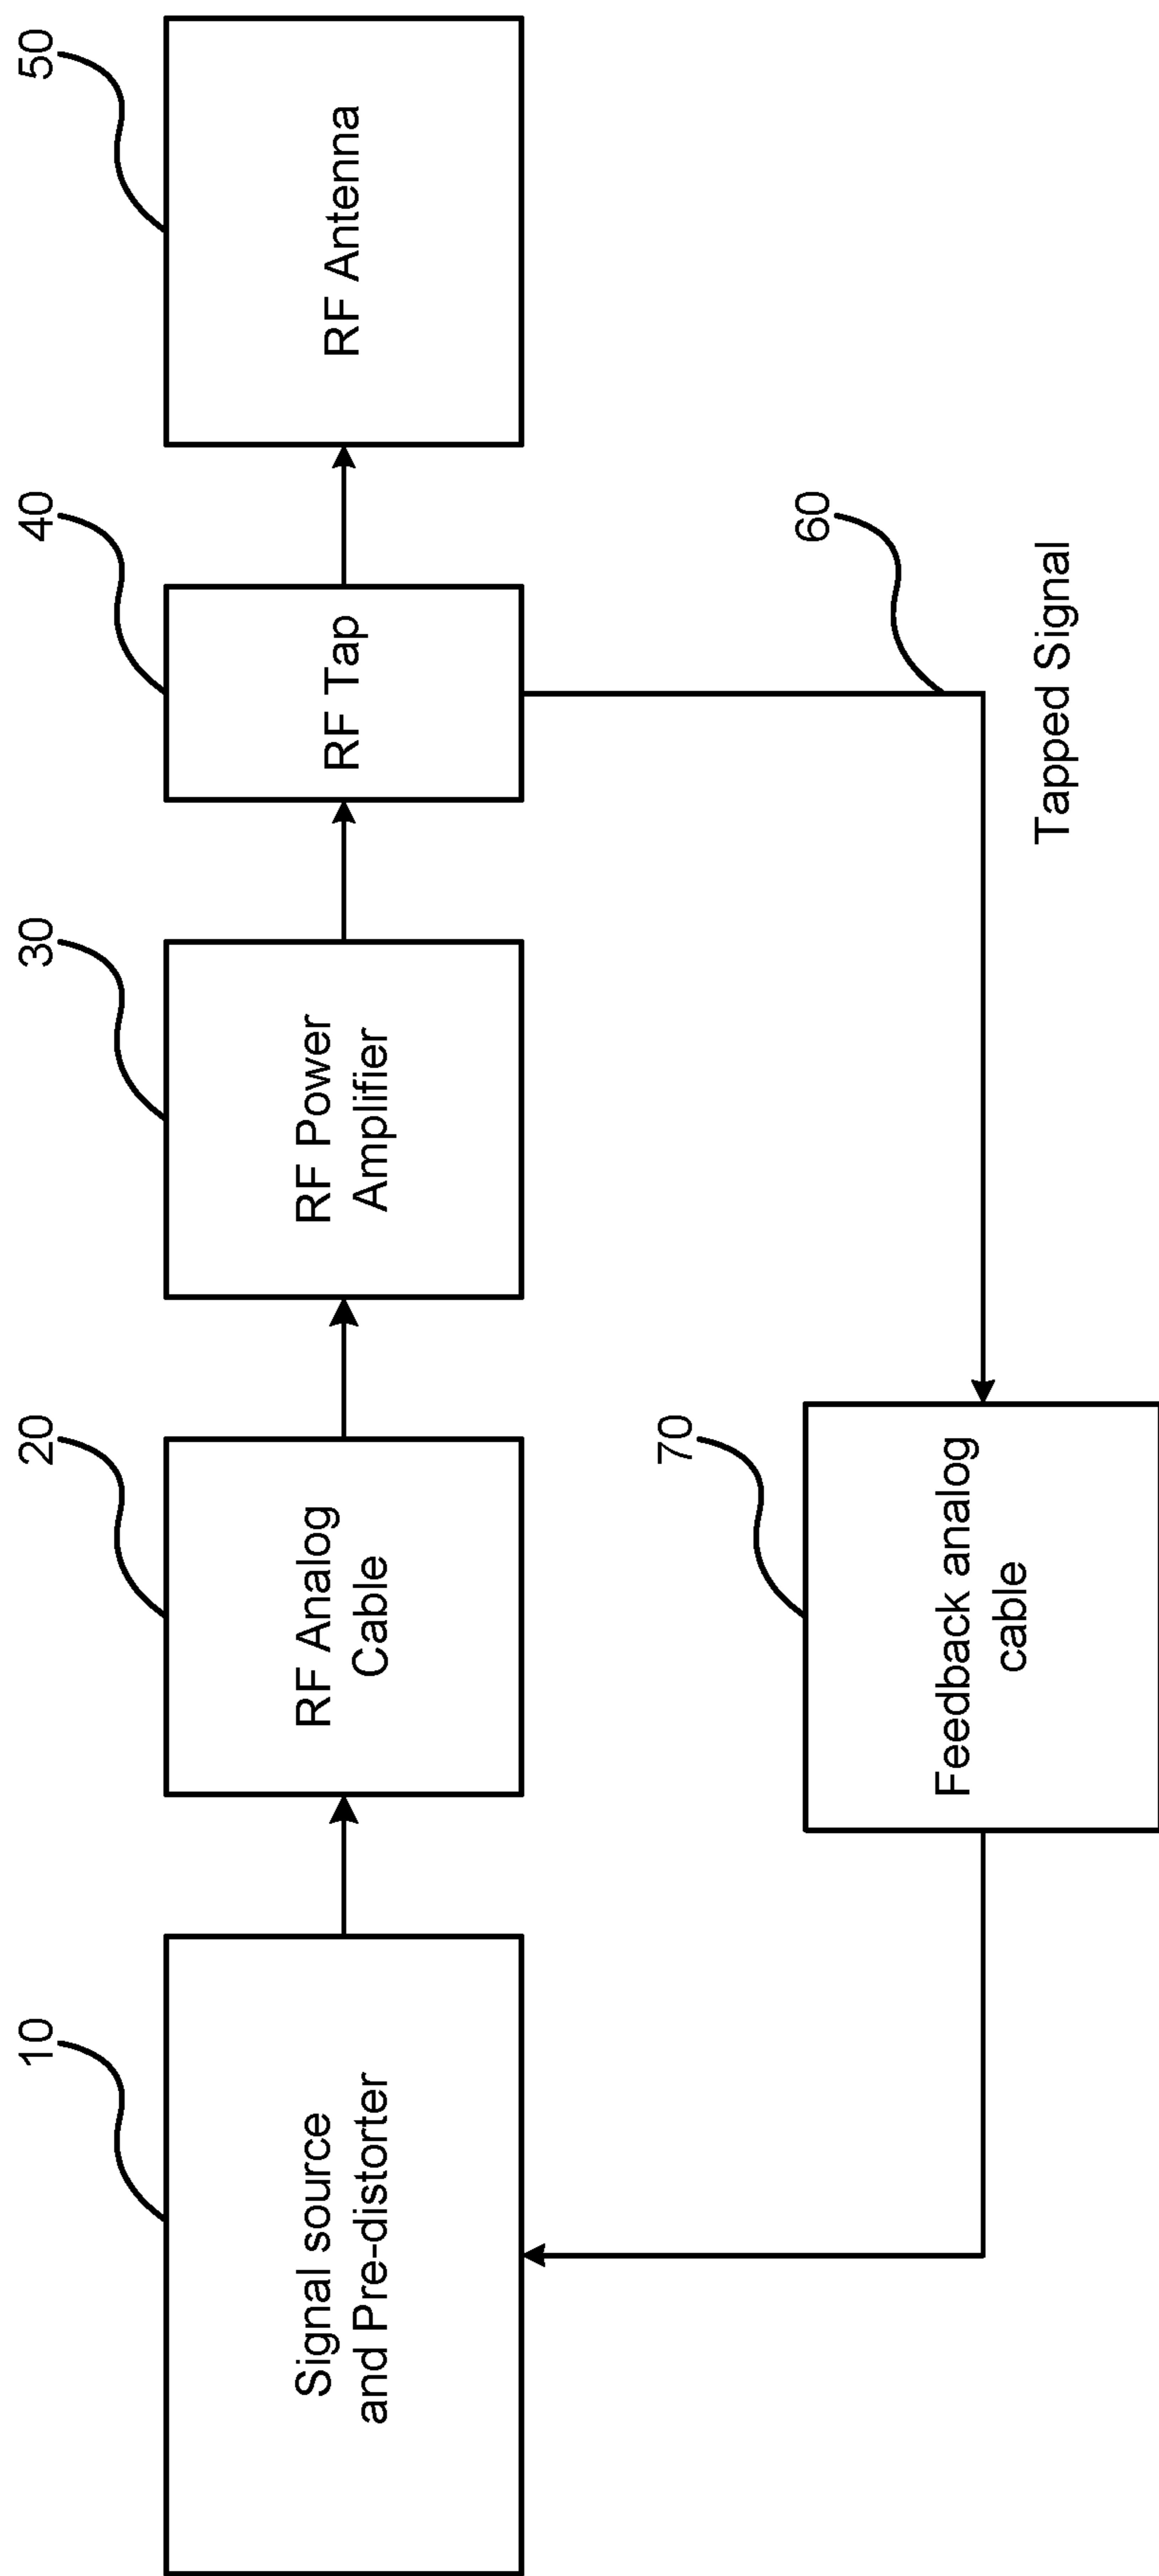 10
20
30
40
50
Signal source
and Pre-distorter
RF Analog
Cable
RF Power
Amplifier
RF Tap
RF Antenna
70
60
Feedback analog
cable
Tapped Signal